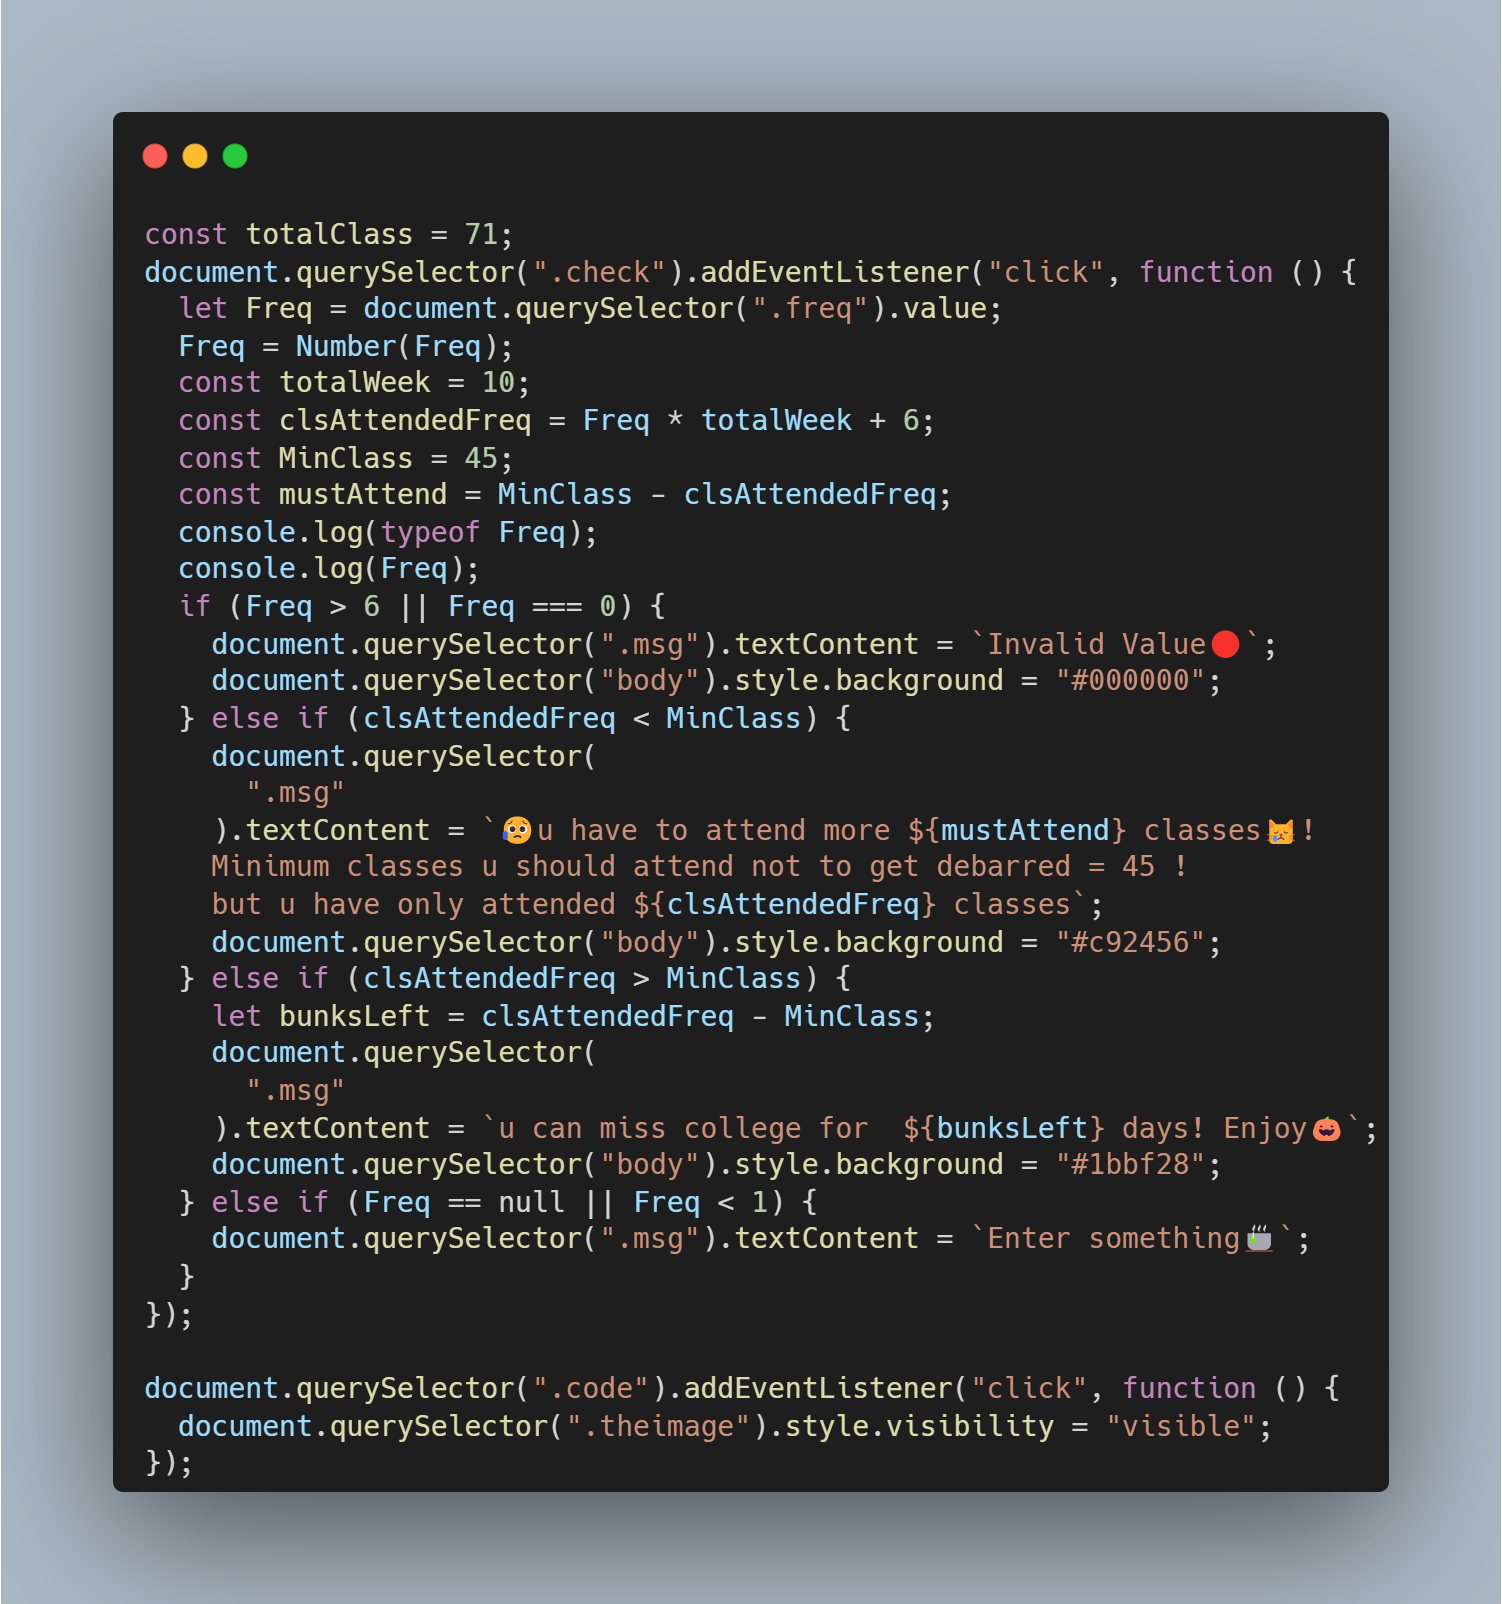 const totalClass = 71;
document.querySelector(".check").addEventListener("click", function () {
  let Freq = document.querySelector(".freq").value;
  Freq = Number(Freq);
  const totalWeek = 10;
  const clsAttendedFreq = Freq * totalWeek + 6;
  const MinClass = 45;
  const mustAttend = MinClass - clsAttendedFreq;
  console.log(typeof Freq);
  console.log(Freq);
  if (Freq > 6 || Freq === 0) {
    document.querySelector(".msg").textContent = `Invalid Value🔴`;
    document.querySelector("body").style.background = "#000000";
  } else if (clsAttendedFreq < MinClass) {
    document.querySelector(
      ".msg"
    ).textContent = `😰u have to attend more ${mustAttend} classes😿!
    Minimum classes u should attend not to get debarred = 45 !
    but u have only attended ${clsAttendedFreq} classes`;
    document.querySelector("body").style.background = "#c92456";
  } else if (clsAttendedFreq > MinClass) {
    let bunksLeft = clsAttendedFreq - MinClass;
    document.querySelector(
      ".msg"
    ).textContent = `u can miss college for  ${bunksLeft} days! Enjoy🎃`;
    document.querySelector("body").style.background = "#1bbf28";
  } else if (Freq == null || Freq < 1) {
    document.querySelector(".msg").textContent = `Enter something🍵`;
  }
});

document.querySelector(".code").addEventListener("click", function () {
  document.querySelector(".theimage").style.visibility = "visible";
});